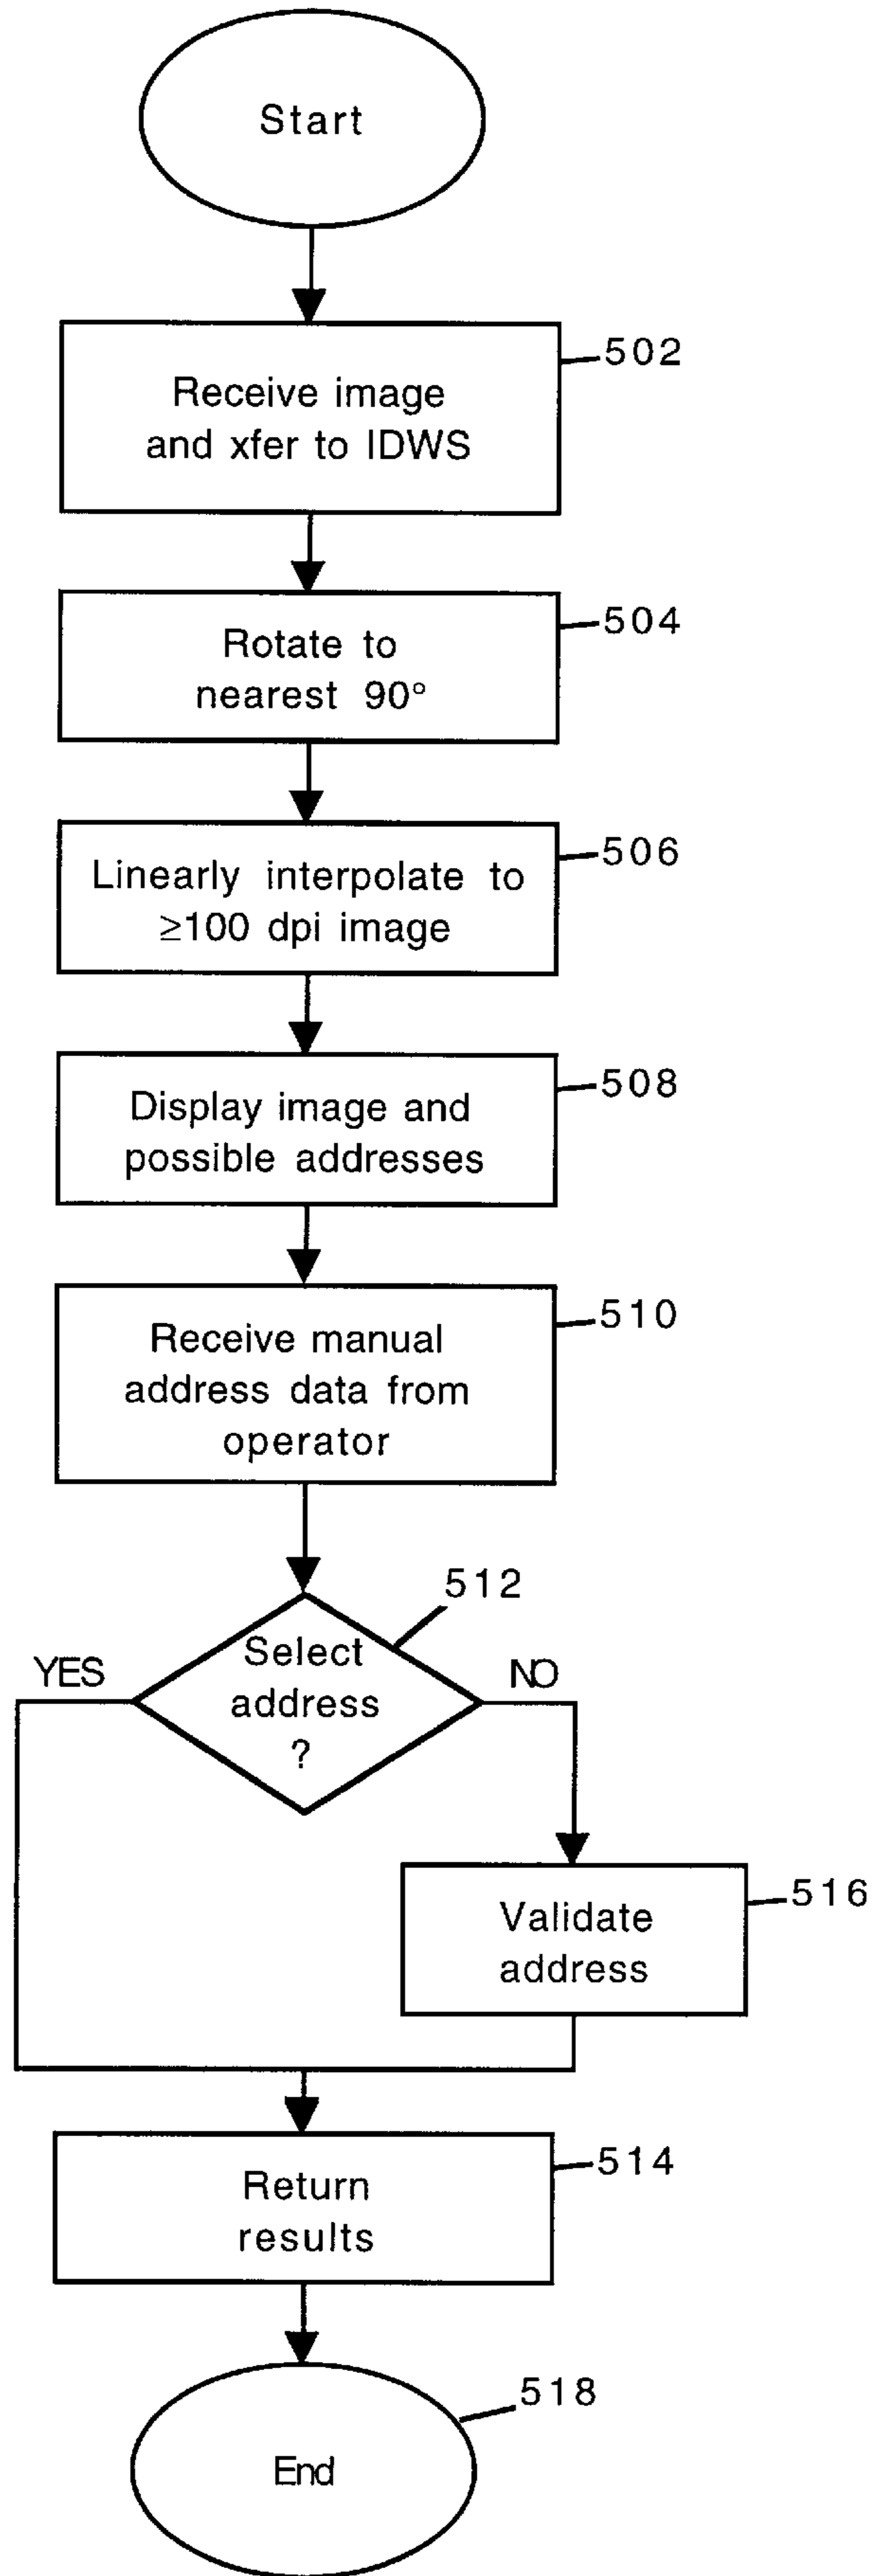 Start
502
Receive image
and xfer to IDWS
504
Rotate to
nearest 90°
506
Linearly interpolate to
≥100 dpi image
508
Display image and
possible addresses
510
Receive manual
address data from
operator
512
YES
Select
address
?
NO
516
Validate
address
514
Return
results
518
End